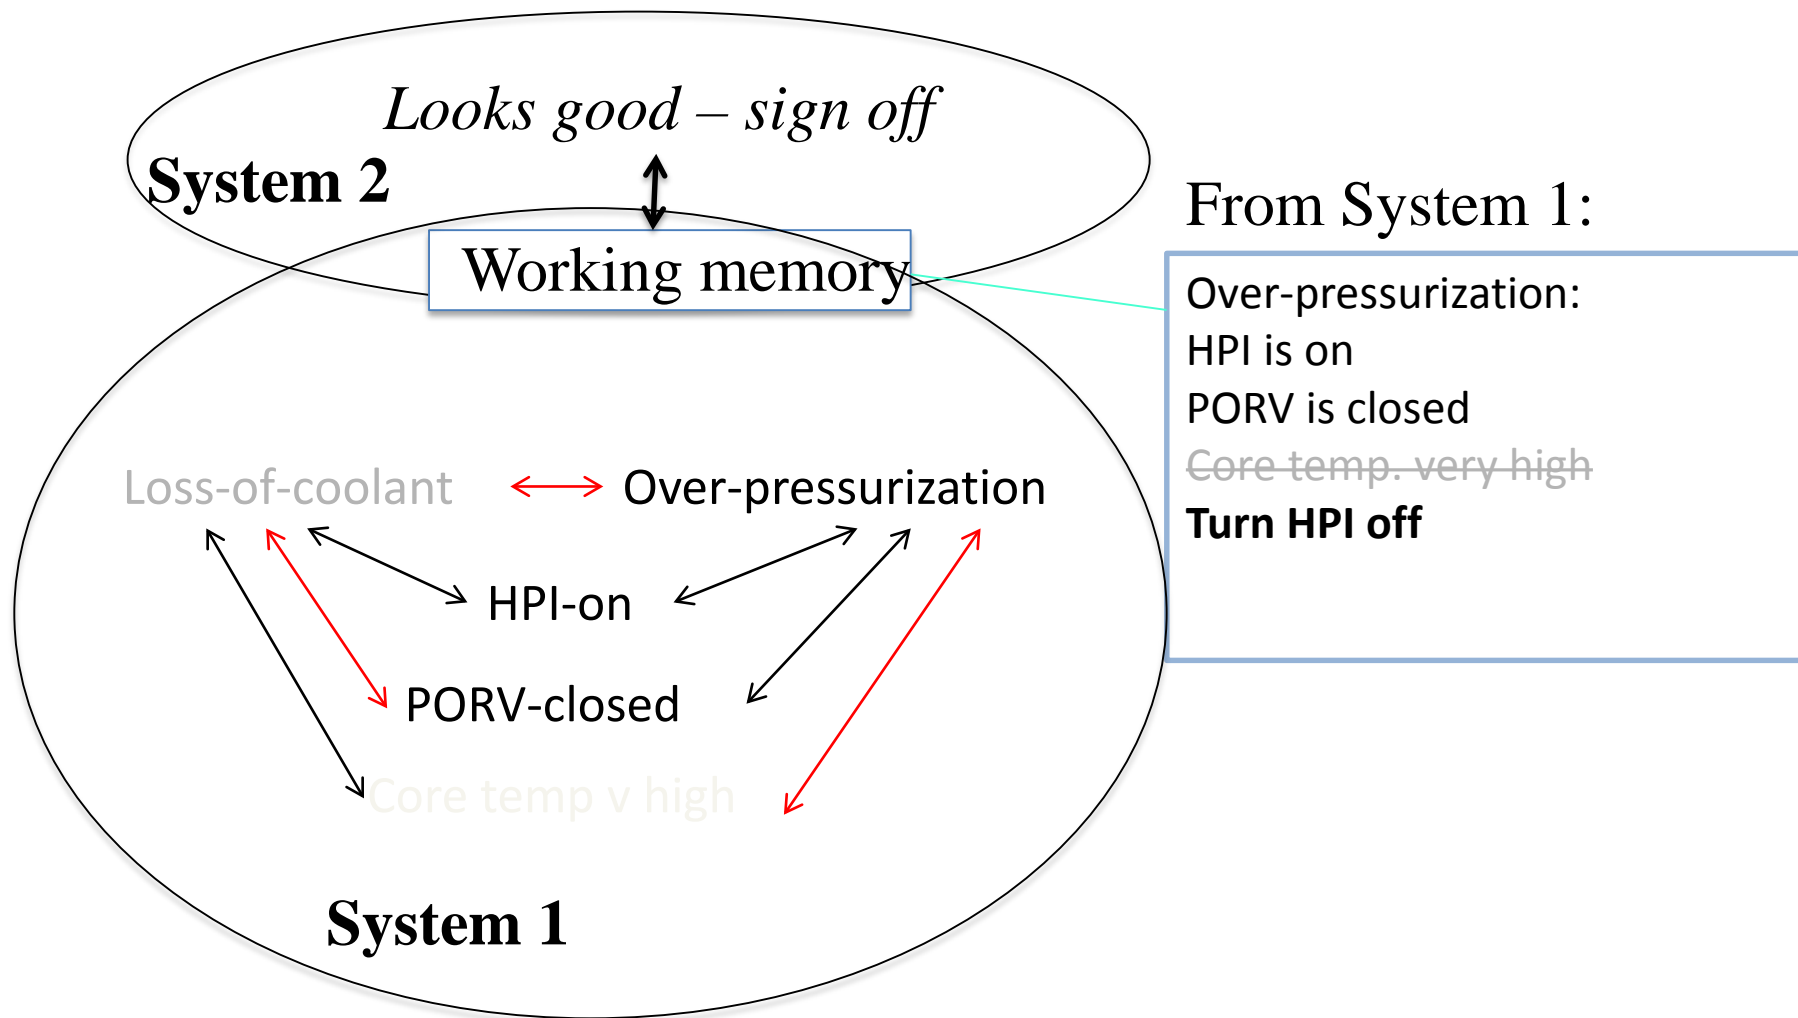 Looks good – sign off
System 2
Working memory
From System 1:
Over-pressurization:
HPI is on
PORV is closed
Core temp. very high
Turn HPI off
Loss-of-coolant
Over-pressurization
HPI-on
PORV-closed
Core temp v high
System 1